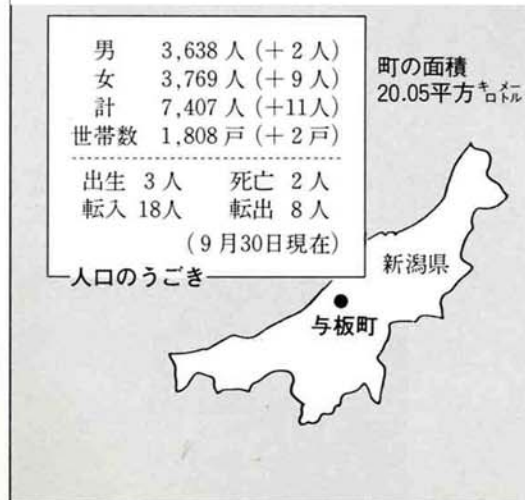 男 3,638人(+2人)
女 3,769人(+9人)
計 7,407人(+11人)
世帯数 1,808戸(+2戸)
出生 3人 死亡 2人
転入 18人 転出 8人
(9月30日現在)
人口のうごき
町の面積
20.05平方キロメートル
新潟県
与板町